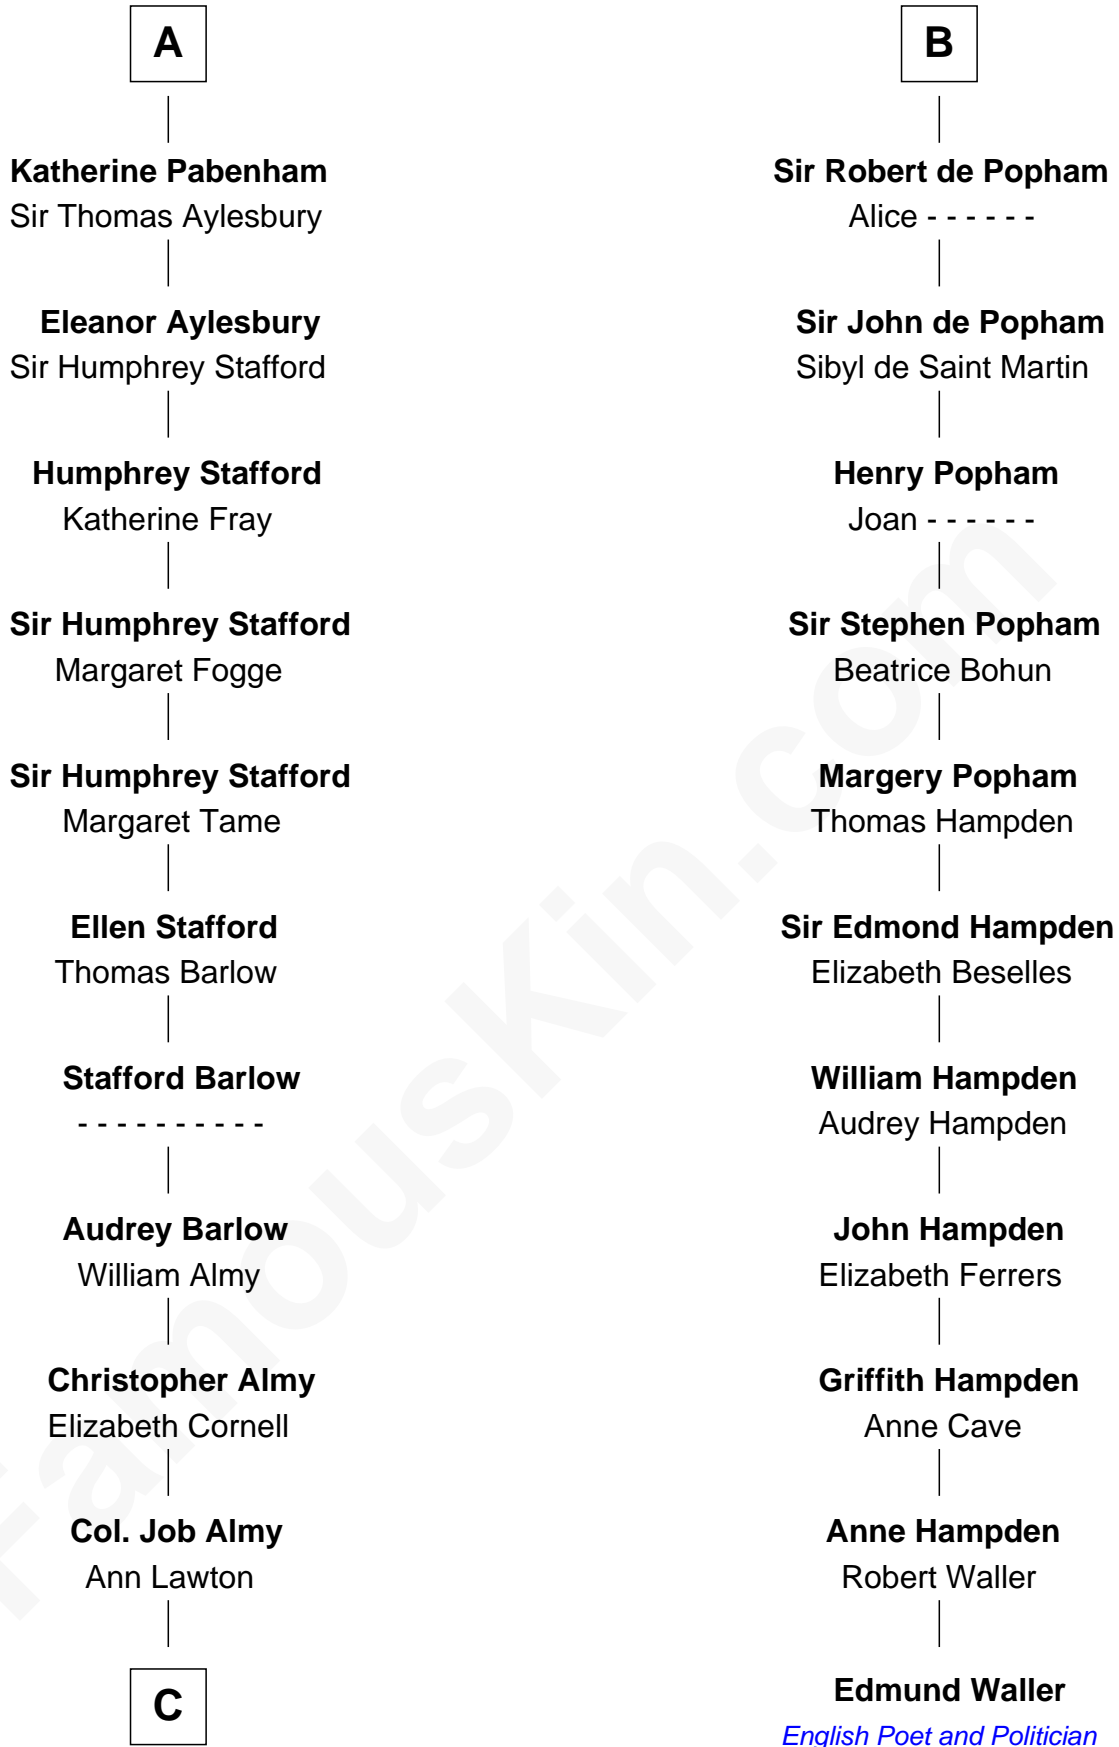 A
Katherine Pabenham
Sir Thomas Aylesbury
Eleanor Aylesbury
Sir Humphrey Stafford
Humphrey Stafford
Katherine Fray
Sir Humphrey Stafford
Margaret Fogge
Sir Humphrey Stafford
Margaret Tame
Ellen Stafford
Thomas Barlow
Stafford Barlow
- - - - - - - - - -
Audrey Barlow
William Almy
Christopher Almy
Elizabeth Cornell
Col. Job Almy
Ann Lawton
C
B
Sir Robert de Popham
Alice - - - - - -
Sir John de Popham
Sibyl de Saint Martin
Henry Popham
Joan - - - - - -
Sir Stephen Popham
Beatrice Bohun
Margery Popham
Thomas Hampden
Sir Edmond Hampden
Elizabeth Beselles
William Hampden
Audrey Hampden
John Hampden
Elizabeth Ferrers
Griffith Hampden
Anne Cave
Anne Hampden
Robert Waller
Edmund Waller
English Poet and Politician
FamousKin.com